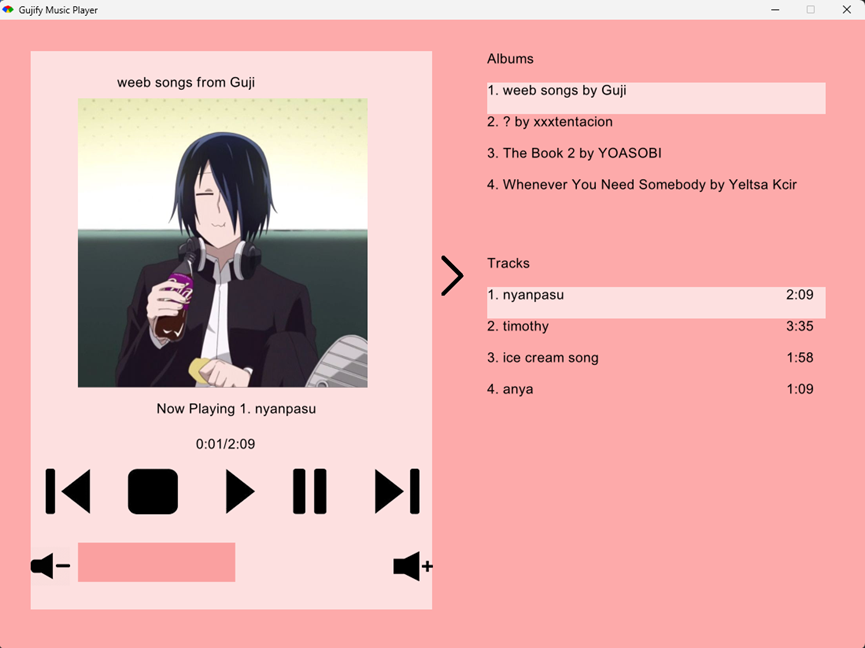 Gujify Music Player
weeb songs from Guji
Now Playing 1. nyanpasu
0:01/2:09
Albums
1. weeb songs by Guji
2. ? by xxxtentacion
3. The Book 2 by YOASOBI
4. Whenever You Need Somebody by Yeltsa Kcir
Tracks
1. nyanpasu 2:09
2. timothy 3:35
3. ice cream song 1:58
4. anya 1:09